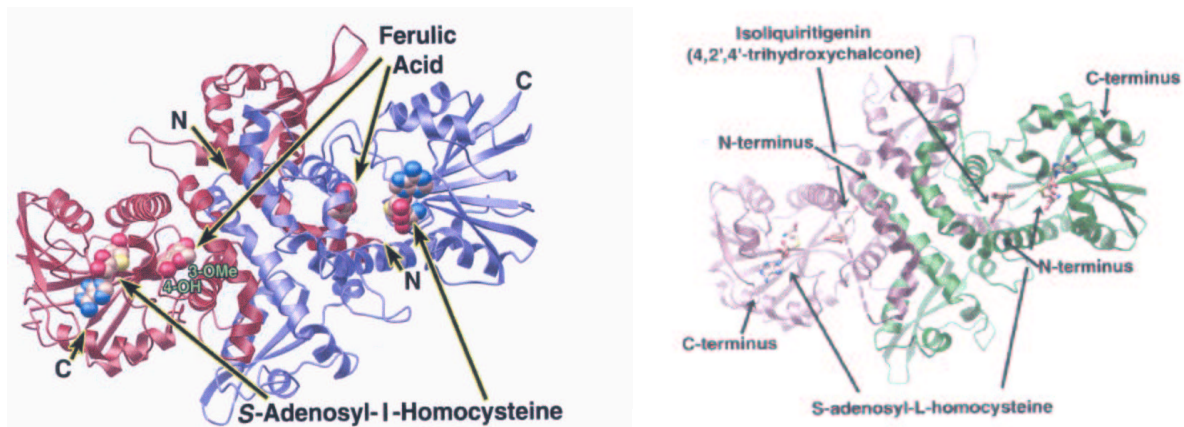 Ferulic
Acid
C
N
3-OMe
4-OH
N
C
S-Adenosyl-l-Homocysteine
Isoliquiritigenin
(4,2',4'-trihydroxychalcone)
C-terminus
N-terminus
N-terminus
C-terminus
S-adenosyl-L-homocysteine